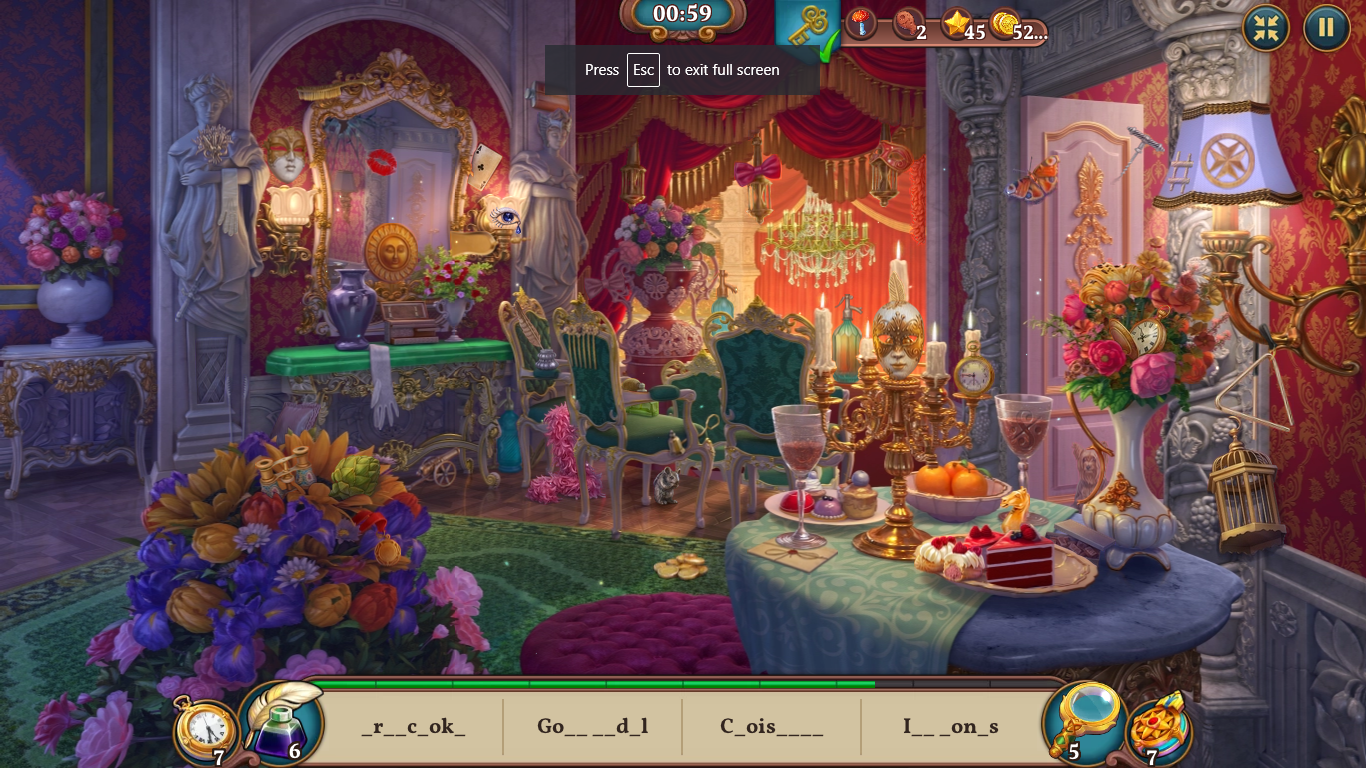 00:59
2
45
52...
Press Esc to exit full screen
7
6
_r__c_ok_
Go__ __d_l
C_ois____
I__ _on_s
5
7